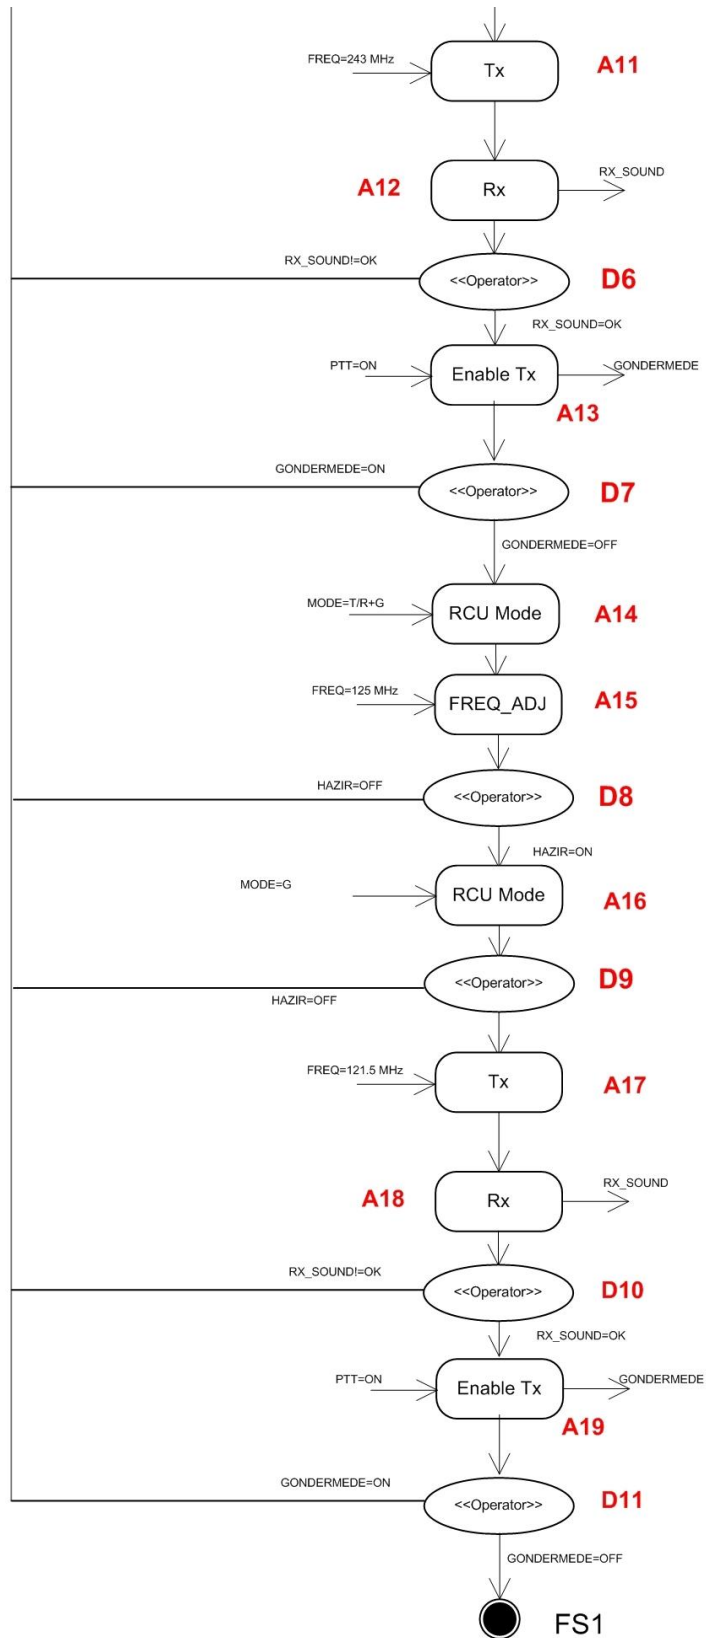 FREQ=243 MHz
Tx
A11
A12
Rx
RX_SOUND
RX_SOUND!=OK
<<Operator>>
D6
RX_SOUND=OK
PTT=ON
Enable Tx
GONDERMEDE
A13
GONDERMEDE=ON
<<Operator>>
D7
GONDERMEDE=OFF
MODE=T/R+G
RCU Mode
A14
FREQ=125 MHz
FREQ_ADJ
A15
HAZIR=OFF
<<Operator>>
D8
HAZIR=ON
MODE=G
RCU Mode
A16
<<Operator>>
D9
HAZIR=OFF
FREQ=121.5 MHz
Tx
A17
A18
Rx
RX_SOUND
RX_SOUND!=OK
<<Operator>>
D10
RX_SOUND=OK
PTT=ON
Enable Tx
GONDERMEDE
A19
GONDERMEDE=ON
<<Operator>>
D11
GONDERMEDE=OFF
FS1